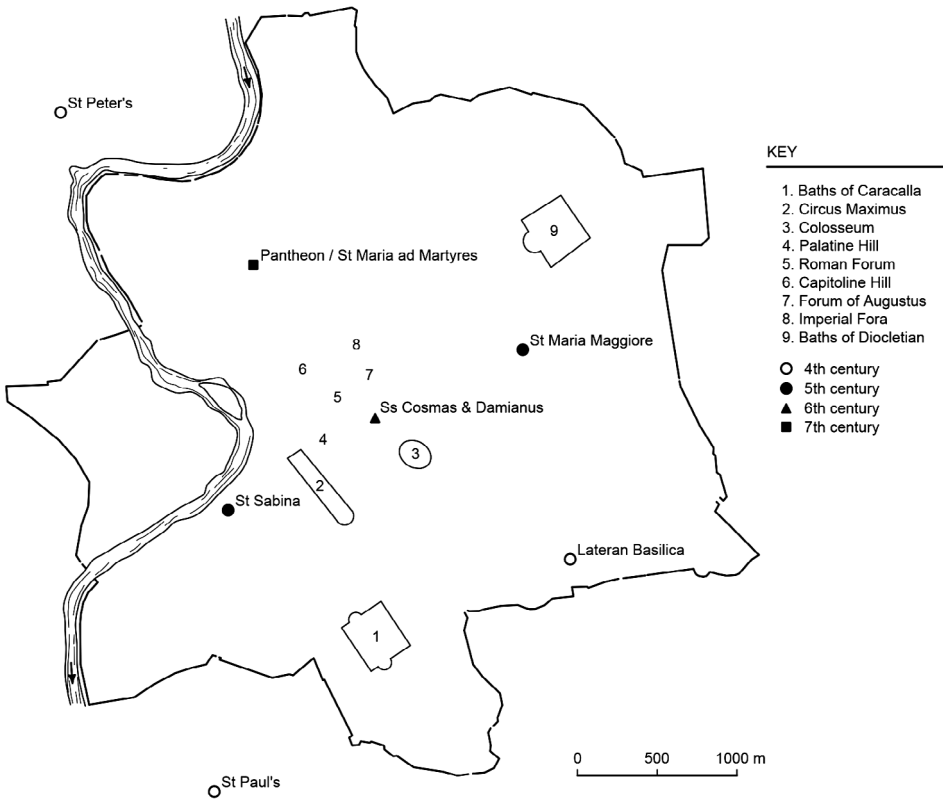 St Peter's
Pantheon / St Maria ad Martyres
9
St Maria Maggiore
8
6
7
5
Ss Cosmas & Damianus
4
3
2
St Sabina
Lateran Basilica
1
St Paul's
0 500 1000 m
KEY
1. Baths of Caracalla
2. Circus Maximus
3. Colosseum
4. Palatine Hill
5. Roman Forum
6. Capitoline Hill
7. Forum of Augustus
8. Imperial Fora
9. Baths of Diocletian
4th century
5th century
6th century
7th century